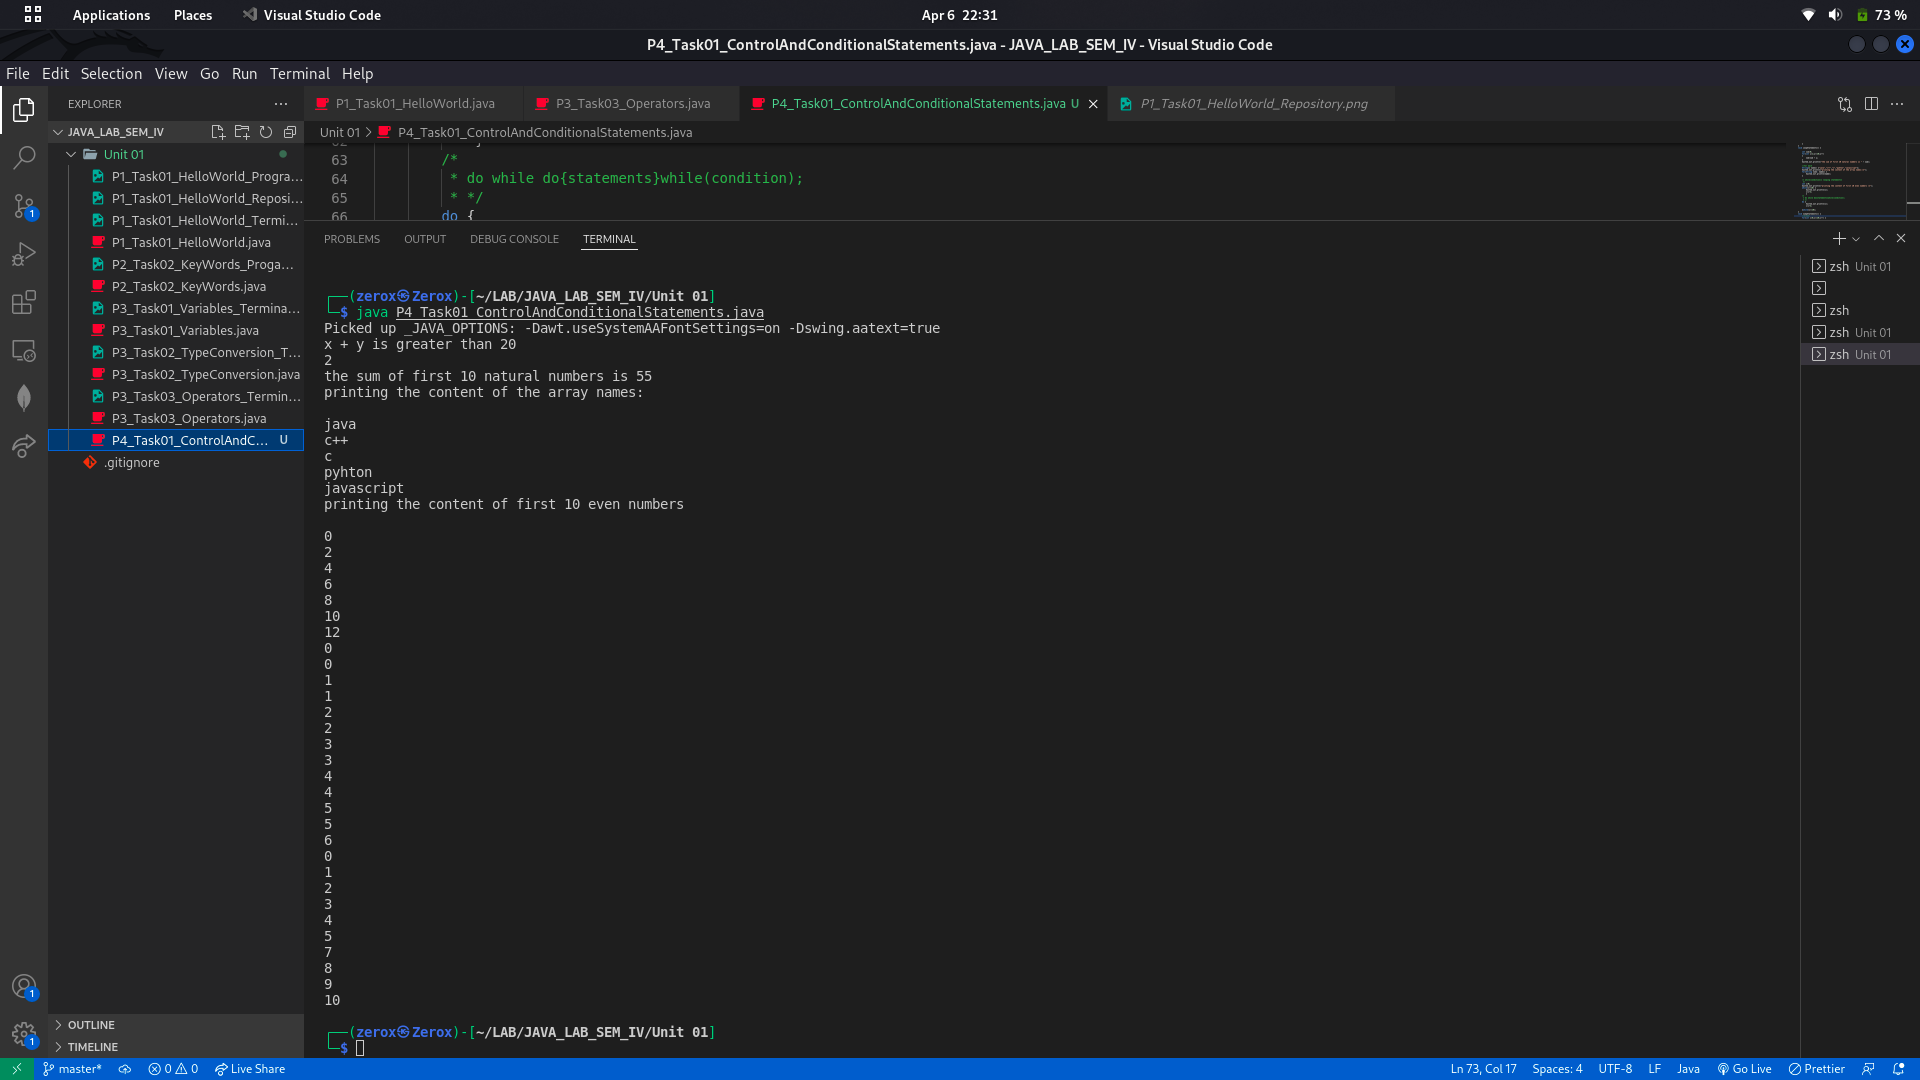 Applications Places Visual Studio Code Apr 6 22:31 73 %
P4_Task01_ControlAndConditionalStatements.java - JAVA_LAB_SEM_IV - Visual Studio Code
File Edit Selection View Go Run Terminal Help
EXPLORER
JAVA_LAB_SEM_IV
Unit 01
P1_Task01_HelloWorld_Progra...
P1_Task01_HelloWorld_Reposi...
P1_Task01_HelloWorld_Termi...
P1_Task01_HelloWorld.java
P2_Task02_KeyWords_Proga...
P2_Task02_KeyWords.java
P3_Task01_Variables_Termina...
P3_Task01_Variables.java
P3_Task02_TypeConversion_T...
P3_Task02_TypeConversion.java
P3_Task03_Operators_Termin...
P3_Task03_Operators.java
P4_Task01_ControlAndC... U
.gitignore
OUTLINE
TIMELINE
1
1
1
P1_Task01_HelloWorld.java P3_Task03_Operators.java P4_Task01_ControlAndConditionalStatements.java U P1_Task01_HelloWorld_Repository.png
Unit 01 > P4_Task01_ControlAndConditionalStatements.java
62 }
63 /*
64 * do while do{statements}while(condition);
65 * */
66 do {
PROBLEMS OUTPUT DEBUG CONSOLE TERMINAL
(zerox㉿Zerox)-[~/LAB/JAVA_LAB_SEM_IV/Unit 01]
$ java P4_Task01_ControlAndConditionalStatements.java
Picked up _JAVA_OPTIONS: -Dawt.useSystemAAFontSettings=on -Dswing.aatext=true
x + y is greater than 20
2
the sum of first 10 natural numbers is 55
printing the content of the array names:
java
c++
c
pyhton
javascript
printing the content of first 10 even numbers
0
2
4
6
8
10
12
0
0
1
1
2
2
3
3
4
4
5
5
6
0
1
2
3
4
5
7
8
9
10
(zerox㉿Zerox)-[~/LAB/JAVA_LAB_SEM_IV/Unit 01]
$
zsh Unit 01
zsh
zsh Unit 01
zsh Unit 01
master* 0 0 Live Share Ln 73, Col 17 Spaces: 4 UTF-8 LF Java Go Live Prettier